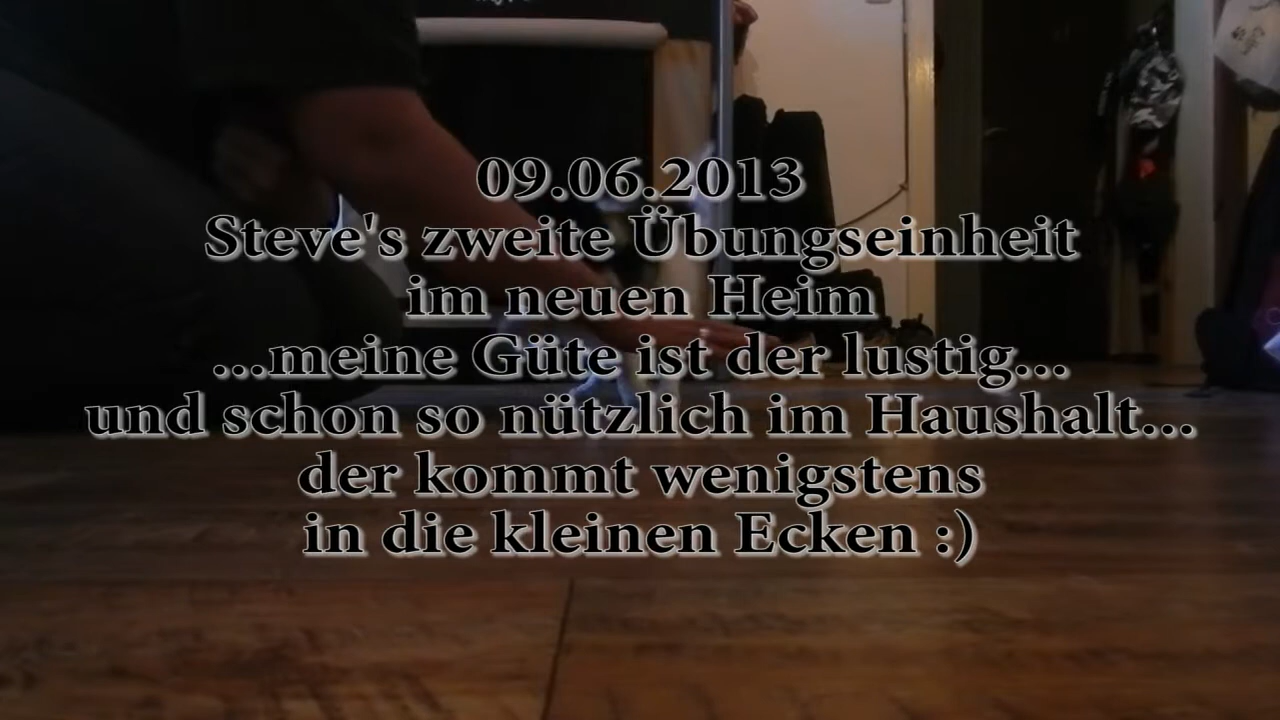 09.06.2013
Steve's zweite Übungseinheit
im neuen Heim
...meine Güte ist der lustig...
und schon so nützlich im Haushalt...
der kommt wenigstens
in die kleinen Ecken :)